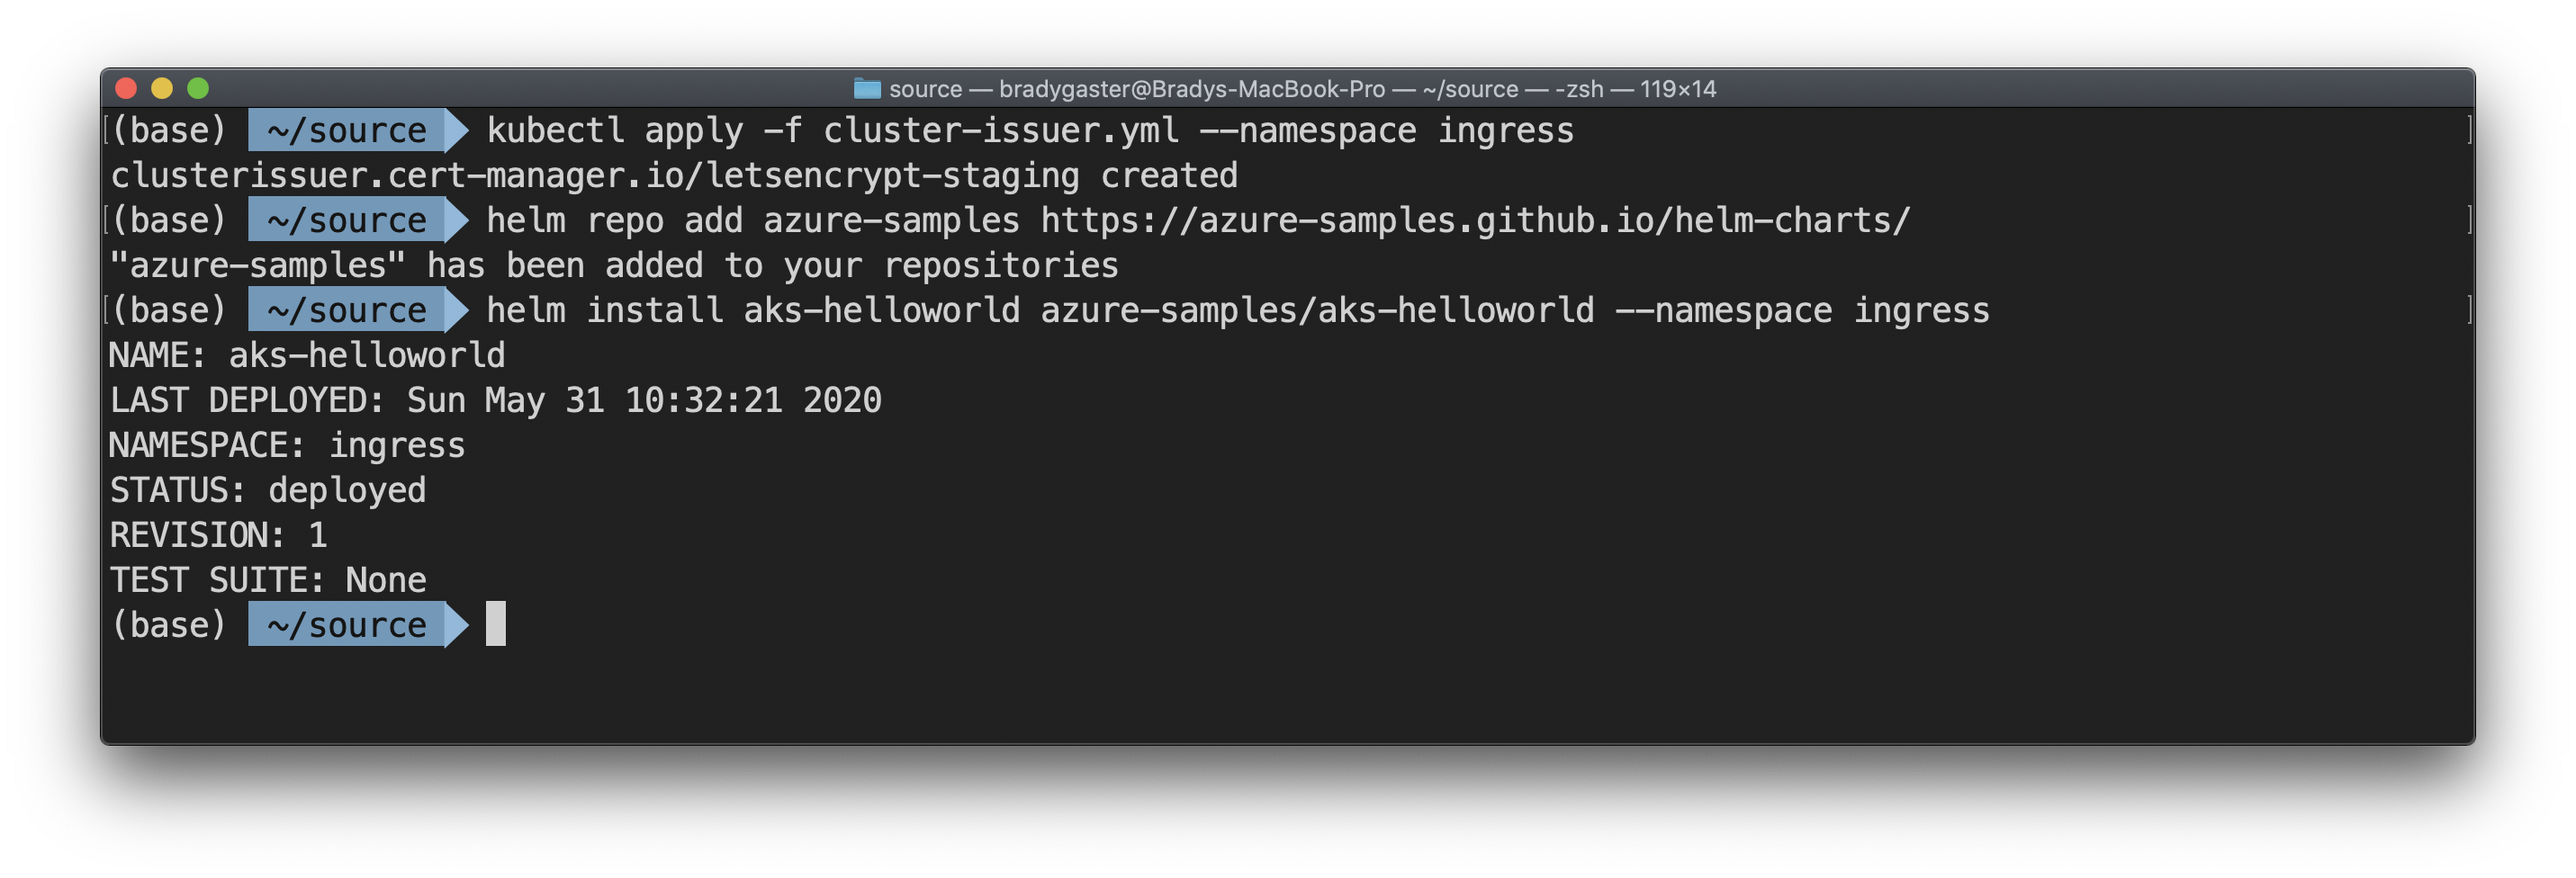 source — bradygaster@Bradys-MacBook-Pro — ~/source — -zsh — 119×14
(base) ~/source kubectl apply -f cluster-issuer.yml --namespace ingress
clusterissuer.cert-manager.io/letsencrypt-staging created
(base) ~/source helm repo add azure-samples https://azure-samples.github.io/helm-charts/
"azure-samples" has been added to your repositories
(base) ~/source helm install aks-helloworld azure-samples/aks-helloworld --namespace ingress
NAME: aks-helloworld
LAST DEPLOYED: Sun May 31 10:32:21 2020
NAMESPACE: ingress
STATUS: deployed
REVISION: 1
TEST SUITE: None
(base) ~/source